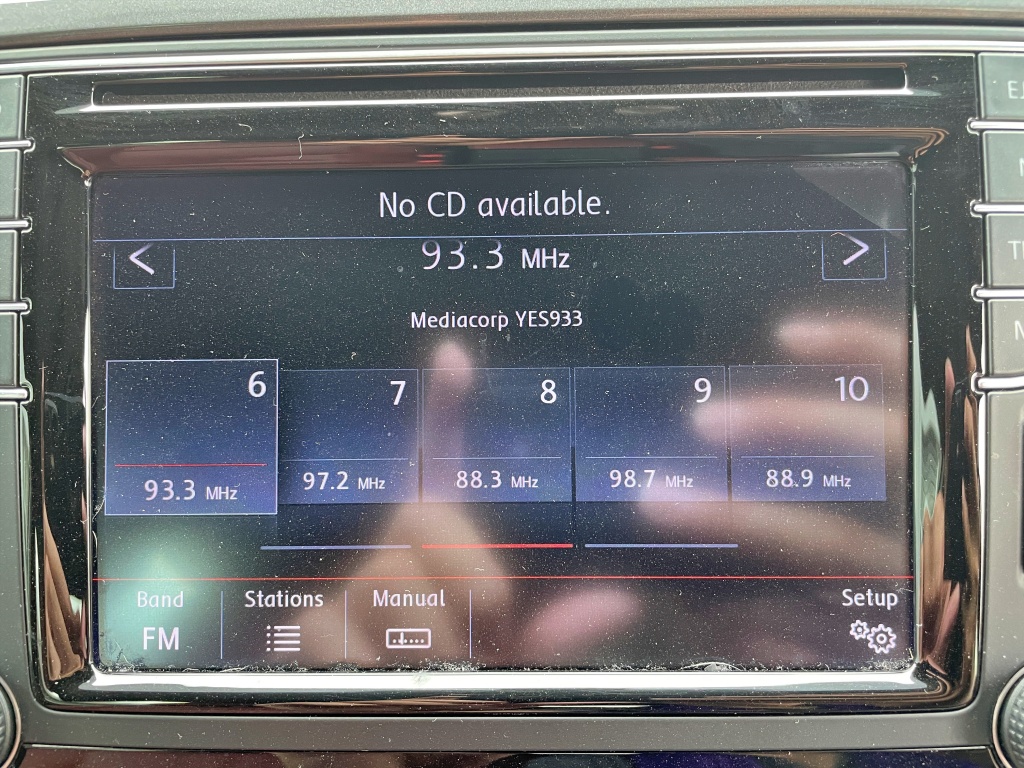 No CD available.
< 93.3 MHz >
Mediacorp YES933
6 7 8 9 10
93.3 MHz 97.2 MHz 88.3 MHz 98.7 MHz 88.9 MHz
Band Stations Manual Setup
FM